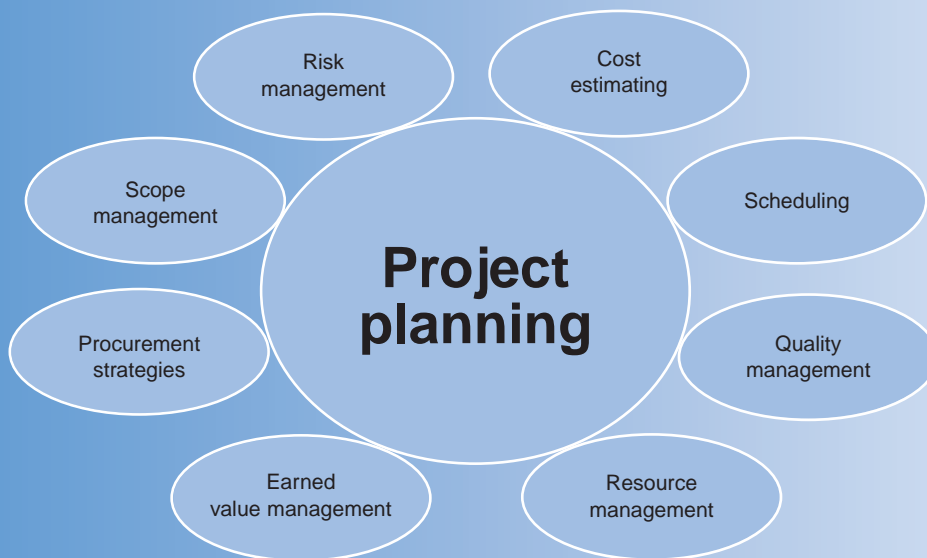 Risk
management
Cost
estimating
Scope
management
Scheduling
Project
planning
Procurement
strategies
Quality
management
Earned
value management
Resource
management